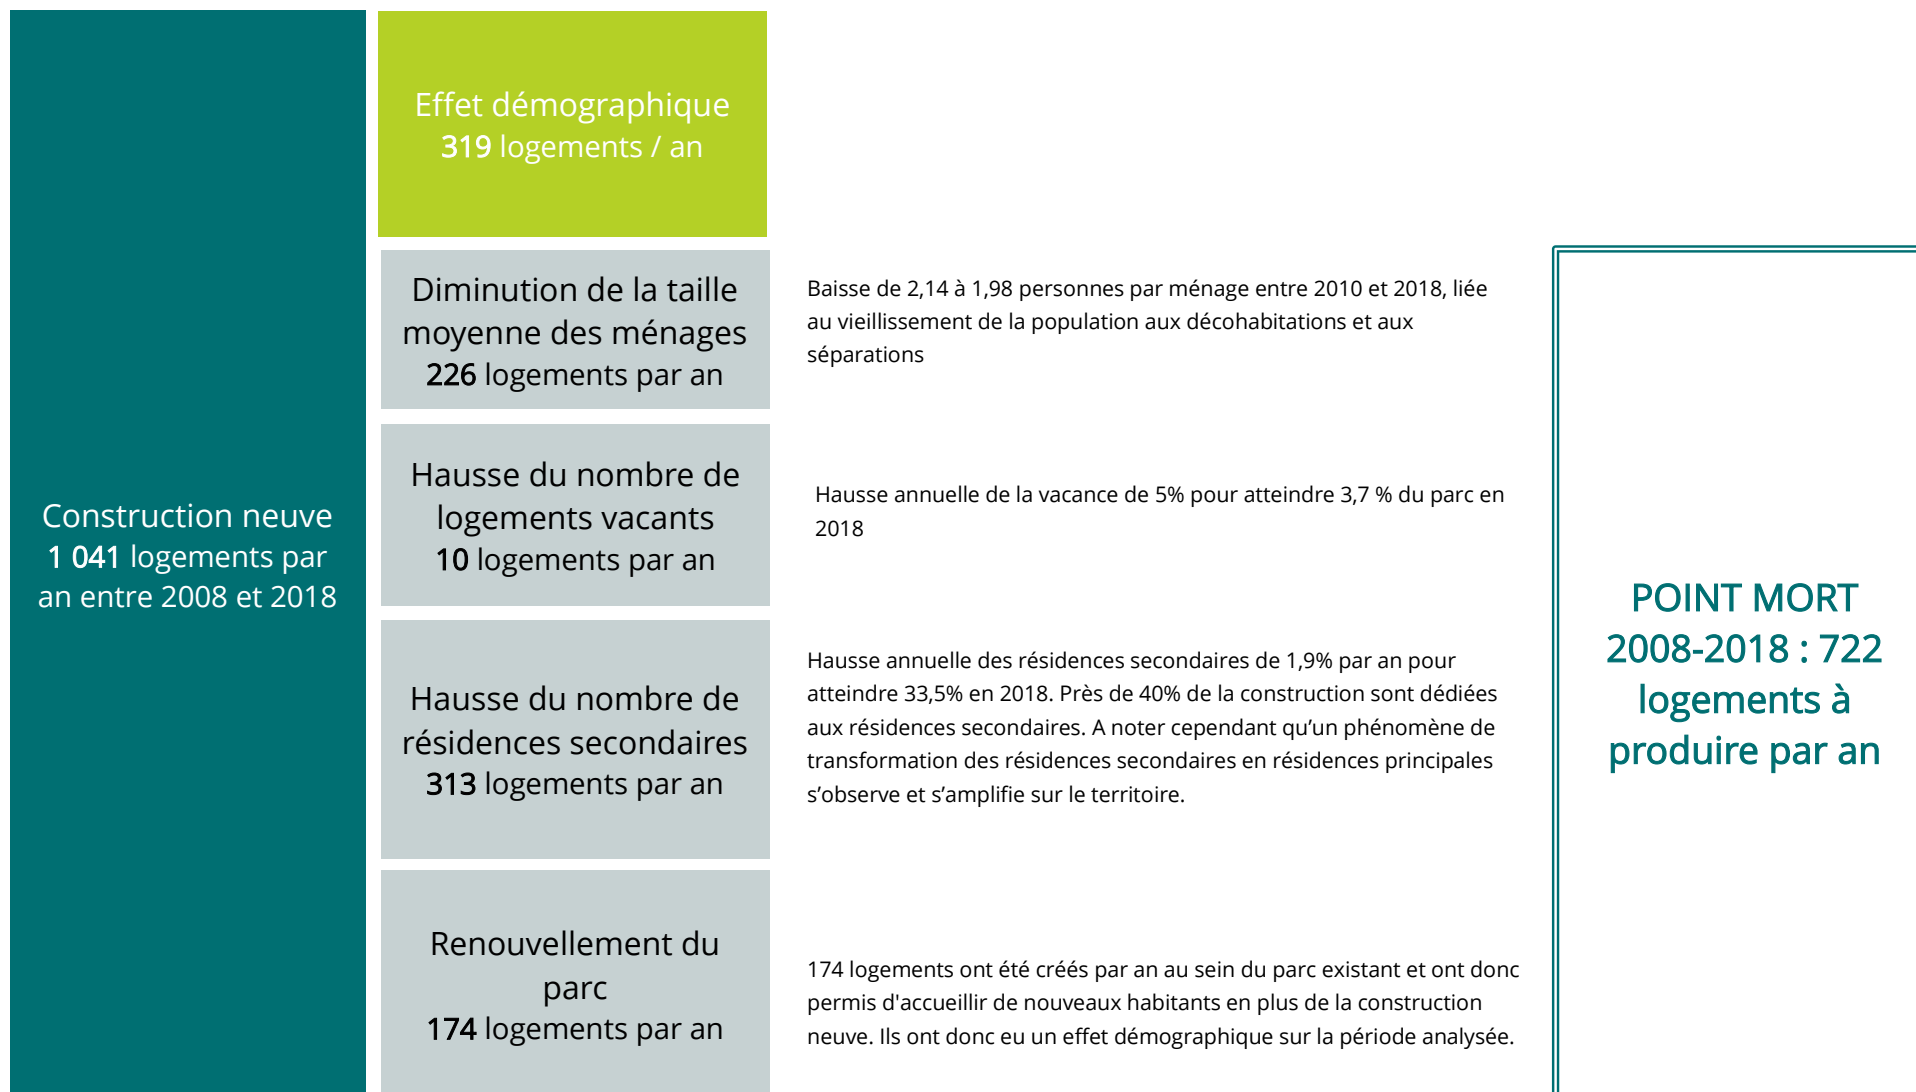 Effet démographique
319 logements / an
Diminution de la taille
moyenne des ménages
226 logements par an
Baisse de 2,14 à 1,98 personnes par ménage entre 2010 et 2018, liée
au vieillissement de la population aux décohabitations et aux
séparations
Construction neuve
1 041 logements par
an entre 2008 et 2018
Hausse du nombre de
logements vacants
10 logements par an
Hausse annuelle de la vacance de 5% pour atteindre 3,7 % du parc en
2018
Hausse du nombre de
résidences secondaires
313 logements par an
Hausse annuelle des résidences secondaires de 1,9% par an pour
atteindre 33,5% en 2018. Près de 40% de la construction sont dédiées
aux résidences secondaires. A noter cependant qu’un phénomène de
transformation des résidences secondaires en résidences principales
s’observe et s’amplifie sur le territoire.
POINT MORT
2008-2018 : 722
logements à
produire par an
Renouvellement du
parc
174 logements par an
174 logements ont été créés par an au sein du parc existant et ont donc
permis d'accueillir de nouveaux habitants en plus de la construction
neuve. Ils ont donc eu un effet démographique sur la période analysée.